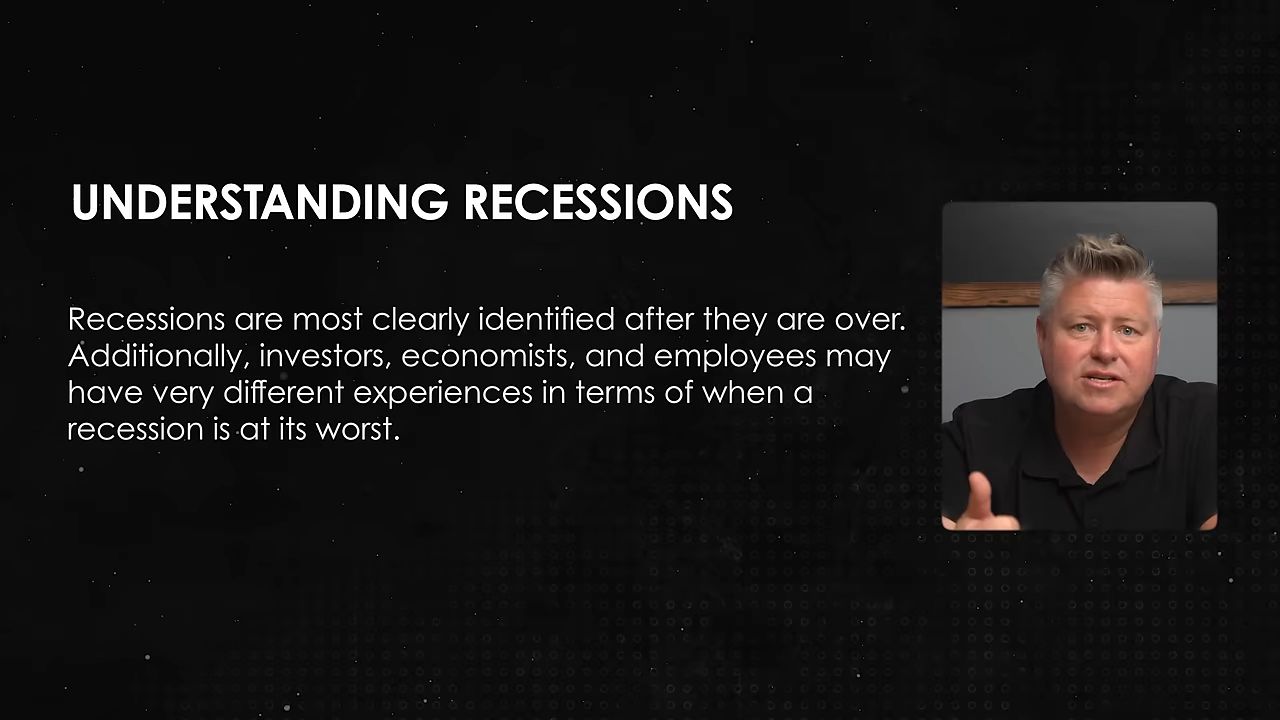 UNDERSTANDING RECESSIONS
Recessions are most clearly identified after they are over.
Additionally, investors, economists, and employees may
have very different experiences in terms of when a
recession is at its worst.